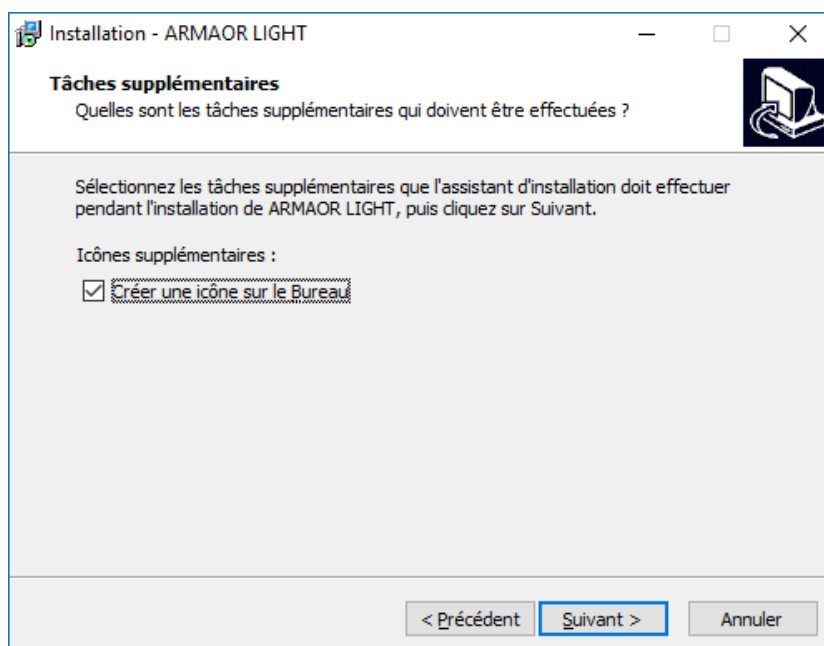 Installation - ARMAOR LIGHT
Tâches supplémentaires
Quelles sont les tâches supplémentaires qui doivent être effectuées ?
Sélectionnez les tâches supplémentaires que l'assistant d'installation doit effectuer
pendant l'installation de ARMAOR LIGHT, puis cliquez sur Suivant.
Icônes supplémentaires :
Créer une icône sur le Bureau
< Précédent
Suivant >
Annuler